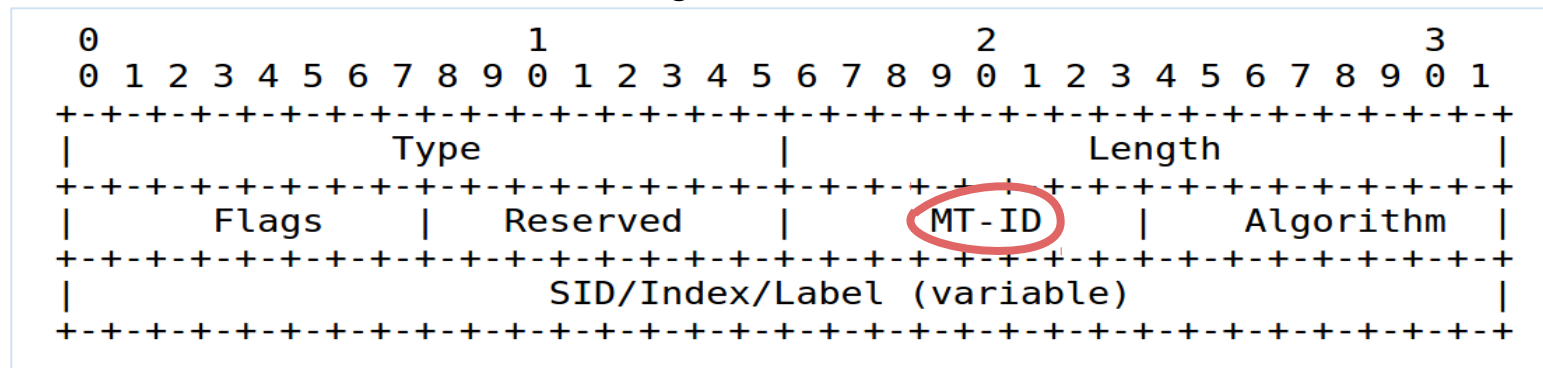 0                   1                   2                   3
0 1 2 3 4 5 6 7 8 9 0 1 2 3 4 5 6 7 8 9 0 1 2 3 4 5 6 7 8 9 0 1
+-+-+-+-+-+-+-+-+-+-+-+-+-+-+-+-+-+-+-+-+-+-+-+-+-+-+-+-+-+-+-+-+
|              Type             |             Length            |
+-+-+-+-+-+-+-+-+-+-+-+-+-+-+-+-+-+-+-+-+-+-+-+-+-+-+-+-+-+-+-+-+
|      Flags    |   Reserved    |      MT-ID    |    Algorithm  |
+-+-+-+-+-+-+-+-+-+-+-+-+-+-+-+-+-+-+-+-+-+-+-+-+-+-+-+-+-+-+-+-+
|                     SID/Index/Label (variable)                |
+-+-+-+-+-+-+-+-+-+-+-+-+-+-+-+-+-+-+-+-+-+-+-+-+-+-+-+-+-+-+-+-+